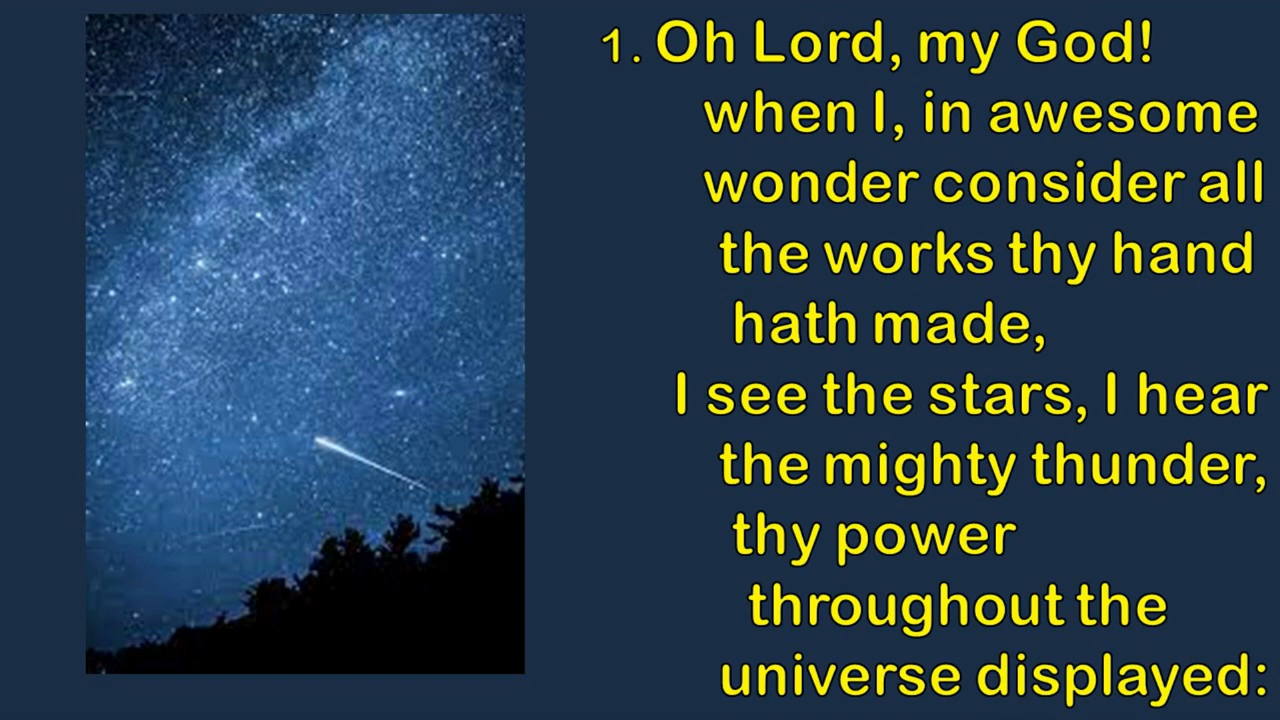 1. Oh Lord, my God!
when I, in awesome
wonder consider all
the works thy hand
hath made,
I see the stars, I hear
the mighty thunder,
thy power
throughout the
universe displayed: